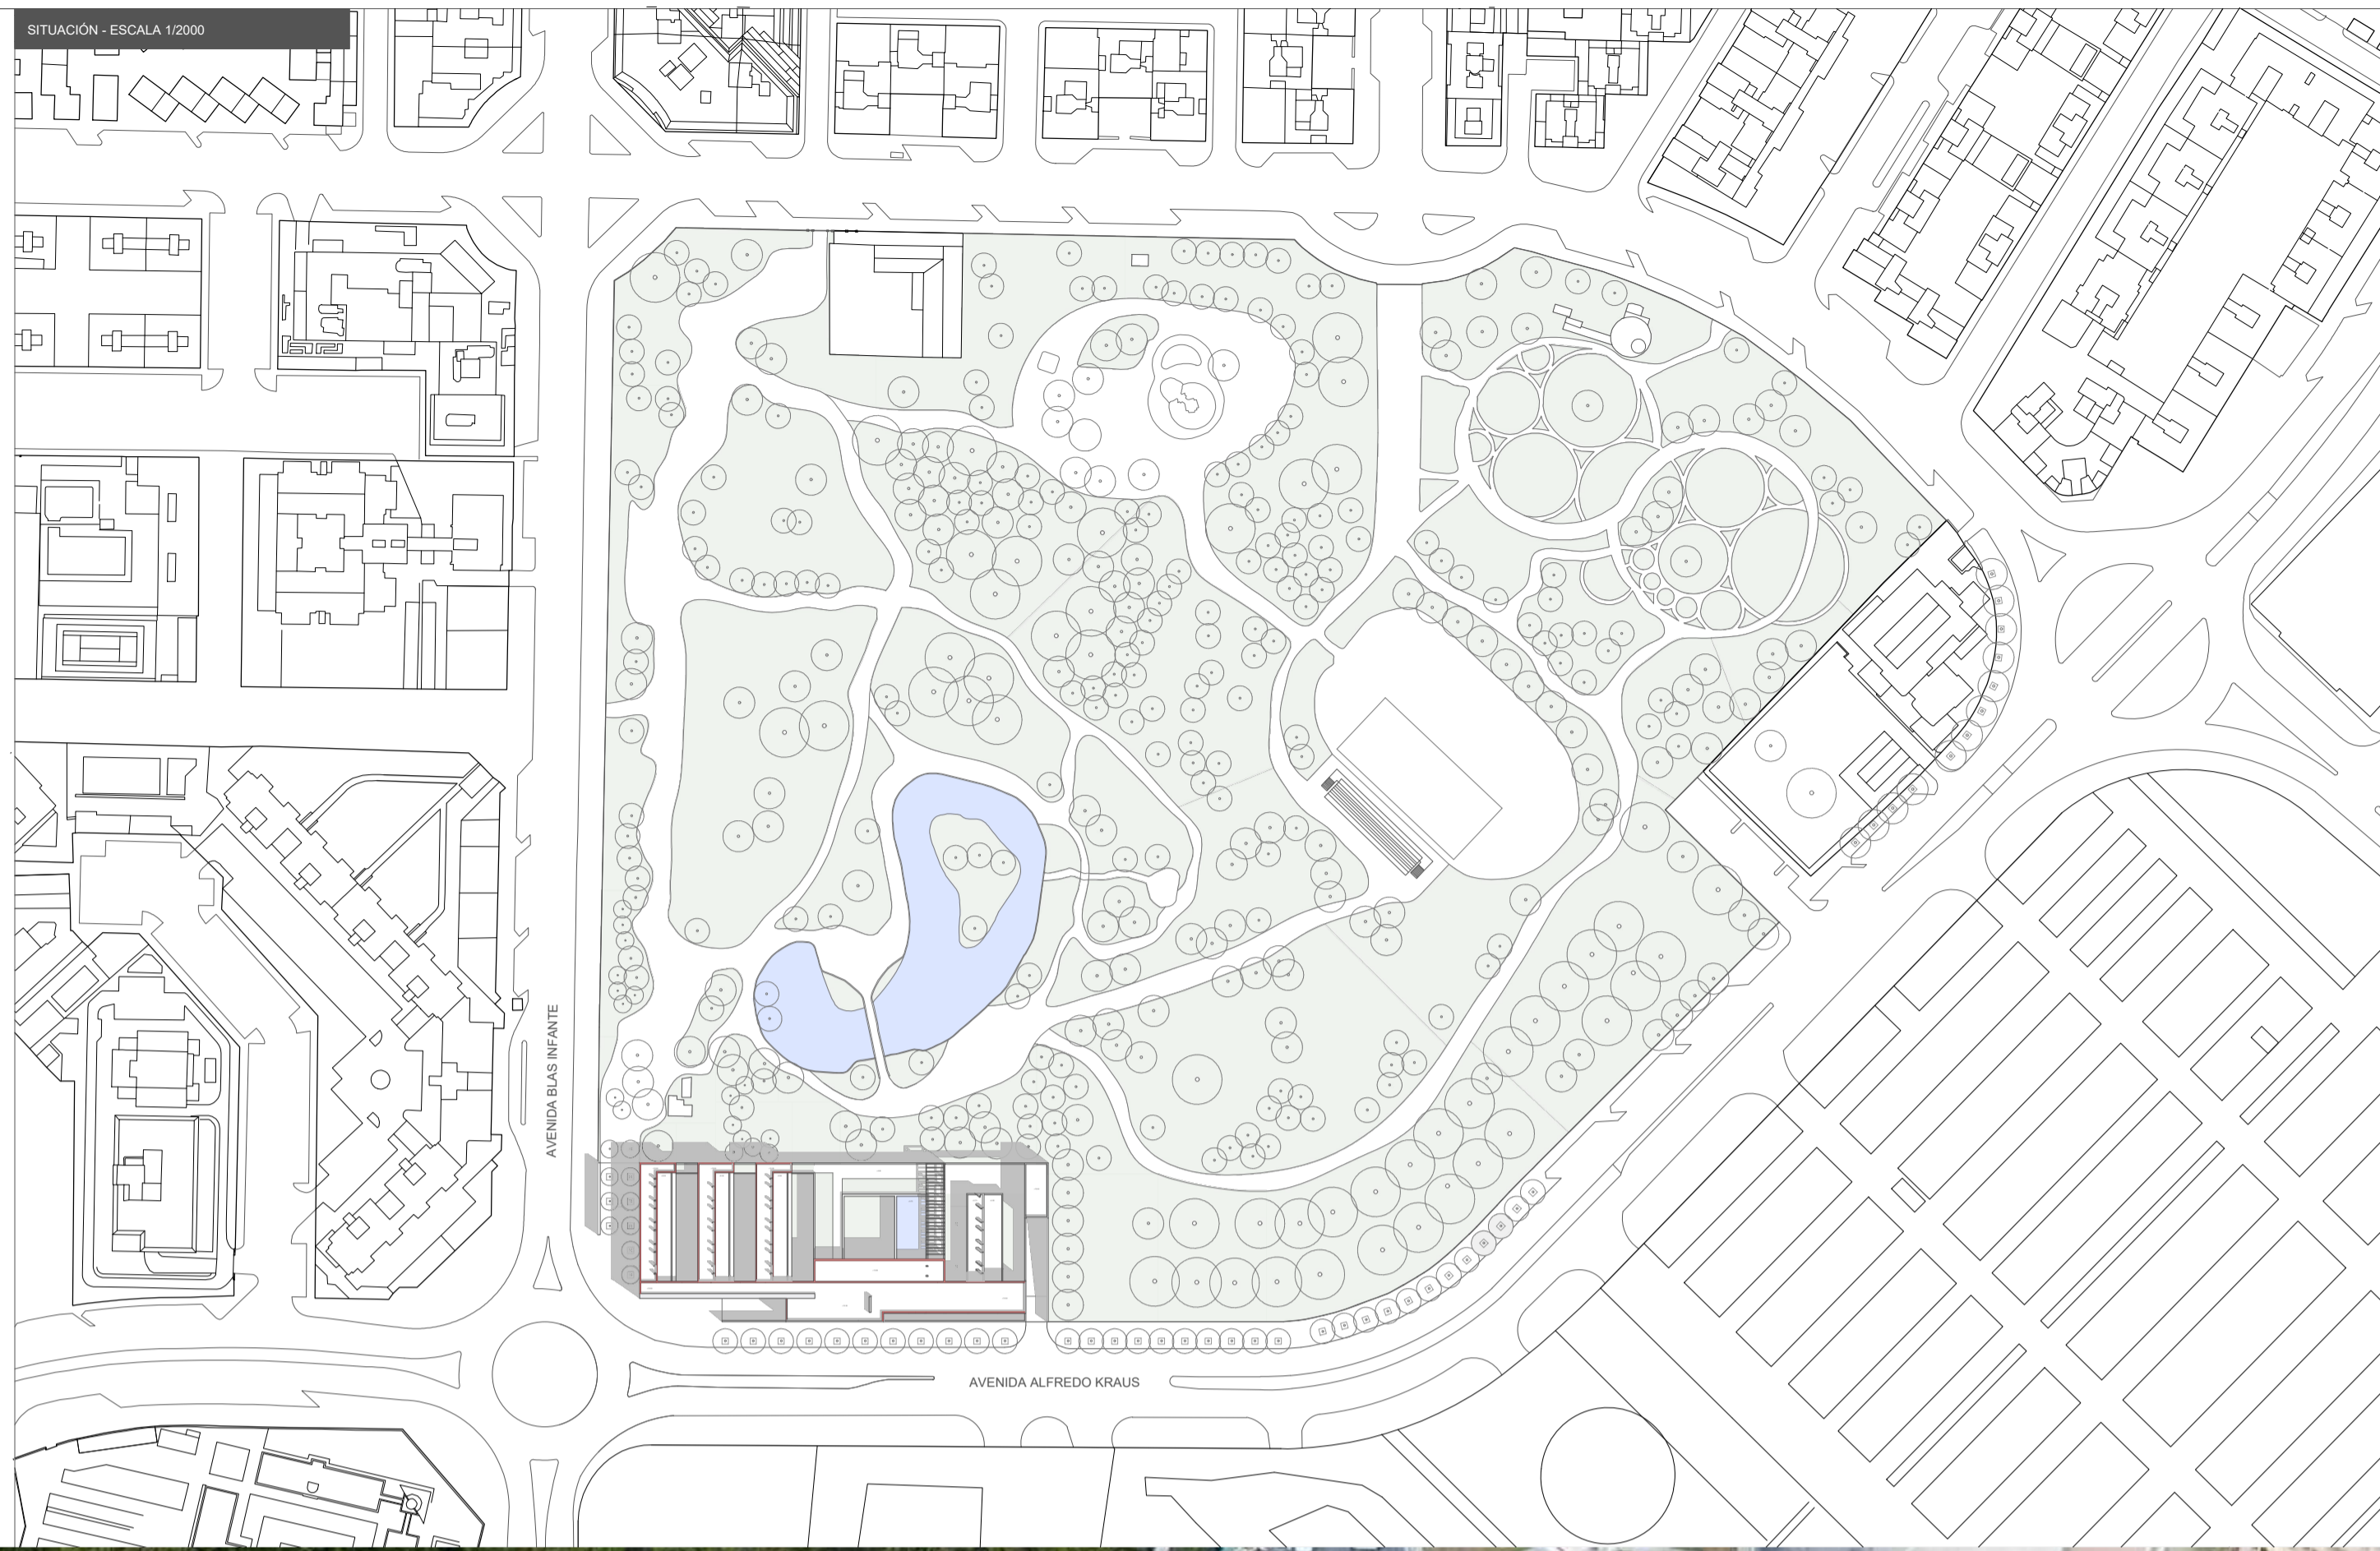 SITUACIÓN - ESCALA 1/2000
AVENIDA BLAS INFANTE
AVENIDA ALFREDO KRAUS